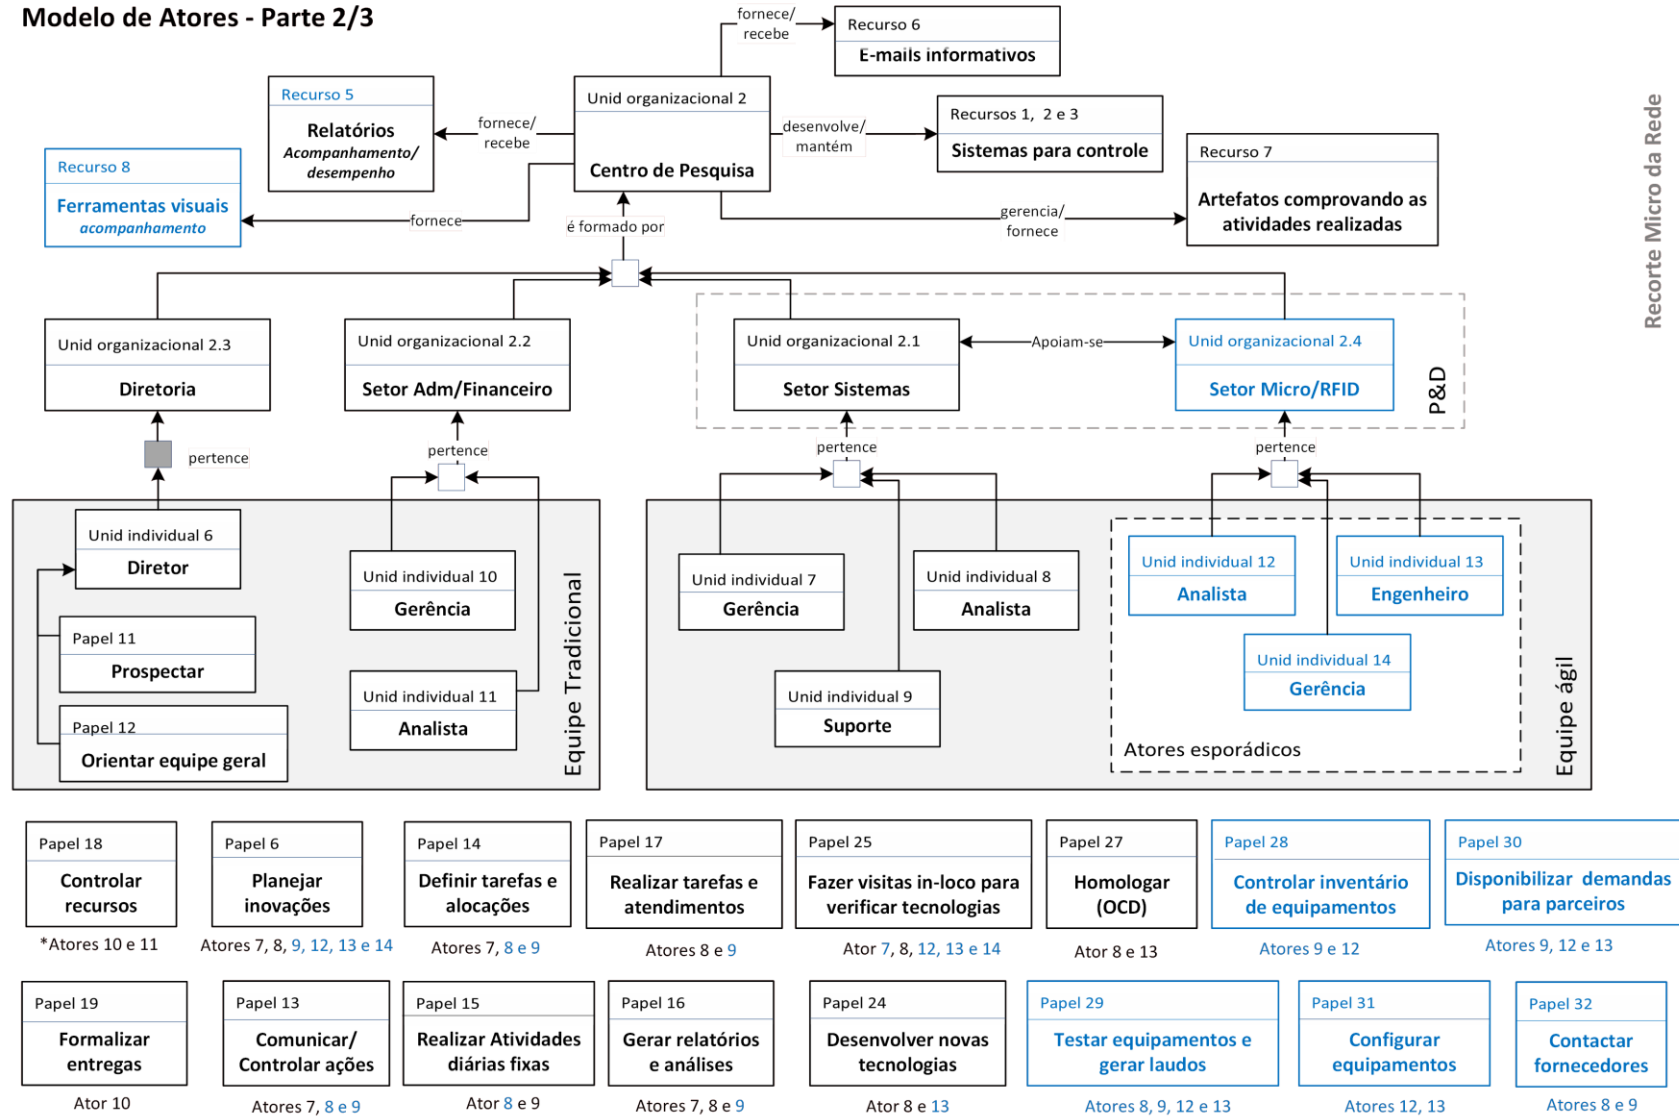 Modelo de Atores - Parte 2/3
fornece/
recebe
Recurso 6
E-mails informativos
Recurso 5
Relatórios
Acompanhamento/
desempenho
fornece/
recebe
Unid organizacional 2
Centro de Pesquisa
desenvolve/
mantém
Recursos 1, 2 e 3
Sistemas para controle
Recurso 7
Artefatos comprovando as
atividades realizadas
Recurso 8
Ferramentas visuais
acompanhamento
fornece
é formado por
gerencia/
fornece
Recorte Micro da Rede
Unid organizacional 2.3
Diretoria
Unid organizacional 2.2
Setor Adm/Financeiro
Unid organizacional 2.1
Setor Sistemas
Apoiam-se
Unid organizacional 2.4
Setor Micro/RFID
P&D
pertence
pertence
pertence
pertence
Unid individual 6
Diretor
Papel 11
Prospectar
Papel 12
Orientar equipe geral
Unid individual 10
Gerência
Unid individual 11
Analista
Equipe Tradicional
Unid individual 7
Gerência
Unid individual 8
Analista
Unid individual 9
Suporte
Unid individual 12
Analista
Unid individual 13
Engenheiro
Unid individual 14
Gerência
Atores esporádicos
Equipe ágil
Papel 18
Controlar
recursos
*Atores 10 e 11
Papel 6
Planejar
inovações
Atores 7, 8, 9, 12, 13 e 14
Papel 14
Definir tarefas e
alocações
Atores 7, 8 e 9
Papel 17
Realizar tarefas e
atendimentos
Atores 8 e 9
Papel 25
Fazer visitas in-loco para
verificar tecnologias
Ator 7, 8, 12, 13 e 14
Papel 27
Homologar
(OCD)
Ator 8 e 13
Papel 28
Controlar inventário
de equipamentos
Atores 9 e 12
Papel 30
Disponibilizar demandas
para parceiros
Atores 9, 12 e 13
Papel 19
Formalizar
entregas
Ator 10
Papel 13
Comunicar/
Controlar ações
Atores 7, 8 e 9
Papel 15
Realizar Atividades
diárias fixas
Ator 8 e 9
Papel 16
Gerar relatórios
e análises
Atores 7, 8 e 9
Papel 24
Desenvolver novas
tecnologias
Ator 8 e 13
Papel 29
Testar equipamentos e
gerar laudos
Atores 8, 9, 12 e 13
Papel 31
Configurar
equipamentos
Atores 12, 13
Papel 32
Contactar
fornecedores
Atores 8 e 9